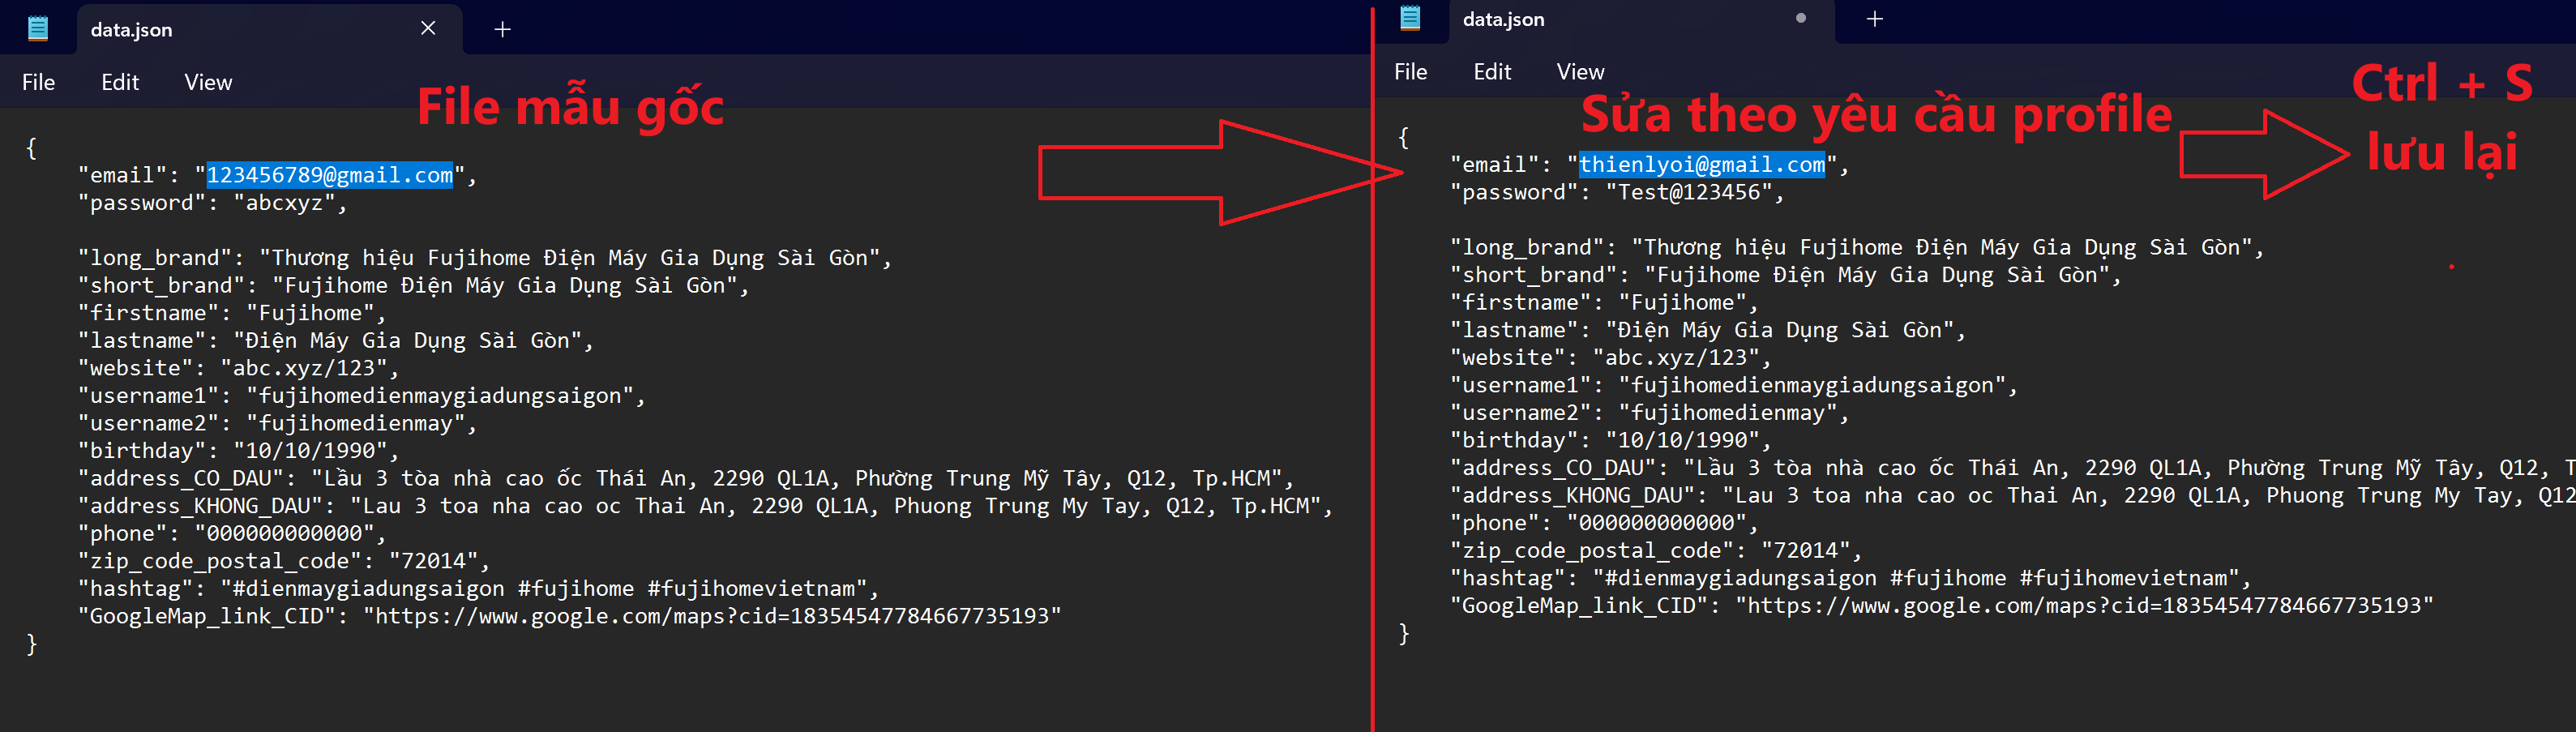 data.json
File Edit View
File mẫu gốc
{
"email": "123456789@gmail.com",
"password": "abcxyz",
"long_brand": "Thương hiệu Fujihome Điện Máy Gia Dụng Sài Gòn",
"short_brand": "Fujihome Điện Máy Gia Dụng Sài Gòn",
"firstname": "Fujihome",
"lastname": "Điện Máy Gia Dụng Sài Gòn",
"website": "abc.xyz/123",
"username1": "fujihomedienmaygiadungsaigon",
"username2": "fujihomedienmay",
"birthday": "10/10/1990",
"address_CO_DAU": "Lầu 3 tòa nhà cao ốc Thái An, 2290 QL1A, Phường Trung Mỹ Tây, Q12, Tp.HCM",
"address_KHONG_DAU": "Lau 3 toa nha cao oc Thai An, 2290 QL1A, Phuong Trung My Tay, Q12, Tp.HCM",
"phone": "000000000000",
"zip_code_postal_code": "72014",
"hashtag": "#dienmaygiadungsaigon #fujihome #fujihomevietnam",
"GoogleMap_link_CID": "https://www.google.com/maps?cid=18354547784667735193"
}
data.json
File Edit View
Sửa theo yêu cầu profile
Ctrl + S
lưu lại
{
"email": "thienlyoi@gmail.com",
"password": "Test@123456",
"long_brand": "Thương hiệu Fujihome Điện Máy Gia Dụng Sài Gòn",
"short_brand": "Fujihome Điện Máy Gia Dụng Sài Gòn",
"firstname": "Fujihome",
"lastname": "Điện Máy Gia Dụng Sài Gòn",
"website": "abc.xyz/123",
"username1": "fujihomedienmaygiadungsaigon",
"username2": "fujihomedienmay",
"birthday": "10/10/1990",
"address_CO_DAU": "Lầu 3 tòa nhà cao ốc Thái An, 2290 QL1A, Phường Trung Mỹ Tây, Q12, T
"address_KHONG_DAU": "Lau 3 toa nha cao oc Thai An, 2290 QL1A, Phuong Trung My Tay, Q12
"phone": "000000000000",
"zip_code_postal_code": "72014",
"hashtag": "#dienmaygiadungsaigon #fujihome #fujihomevietnam",
"GoogleMap_link_CID": "https://www.google.com/maps?cid=18354547784667735193"
}